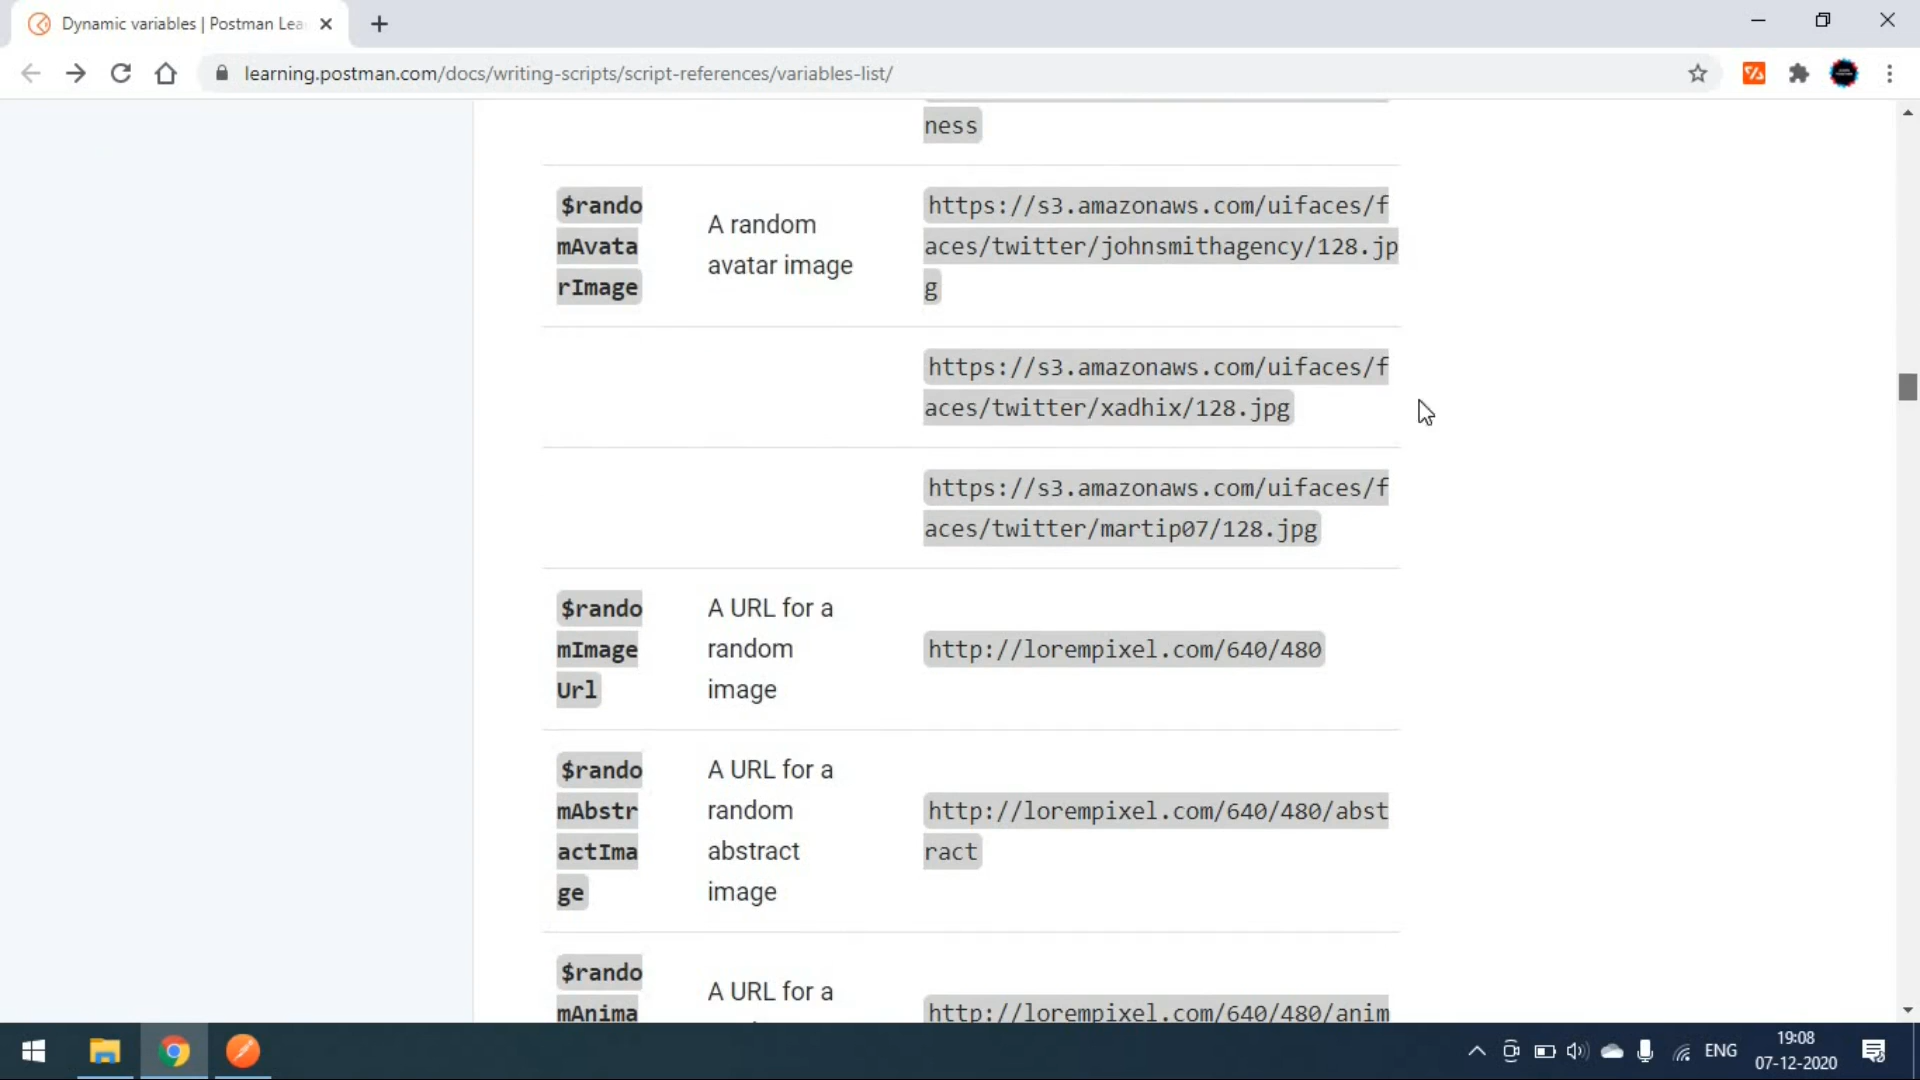 Dynamic variables | Postman Lea
learning.postman.com/docs/writing-scripts/script-references/variables-list/
ness
$rando
mAvata
rImage
A random
avatar image
https://s3.amazonaws.com/uifaces/f
aces/twitter/johnsmithagency/128.jp
g
https://s3.amazonaws.com/uifaces/f
aces/twitter/xadhix/128.jpg
https://s3.amazonaws.com/uifaces/f
aces/twitter/martip07/128.jpg
$rando
mImage
Url
A URL for a
random
image
http://lorempixel.com/640/480
$rando
mAbstr
actIma
ge
A URL for a
random
abstract
image
http://lorempixel.com/640/480/abst
ract
$rando
mAnima
A URL for a
http://lorempixel.com/640/480/anim
ENG
19:08
07-12-2020